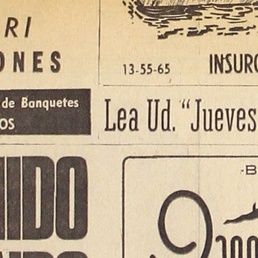 RI
ONES
13-55-65
INSURG
de Banquetes
OS
Lea Ud. "Jueves
IDO
B